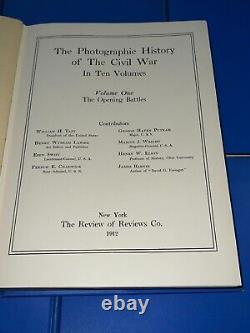 The Photographic History
of The Civil War
In Ten Volumes
Volume One
The Opening Battles
Contributors
William H. Taft
President of the United States
Henry Wysham Lanier
Art Editor and Publisher
Eben Swift
Lieutenant-Colonel, U. S. A.
French E. Chadwick
Rear-Admiral, U. S. N.
George Haven Putnam
Major, U. S. V.
Marcus J. Wright
Brigadier-General, C. S. A.
Henry W. Elson
Professor of History, Ohio University
James Barnes
Author of "David G. Farragut"
New York
The Review of Reviews Co.
1912